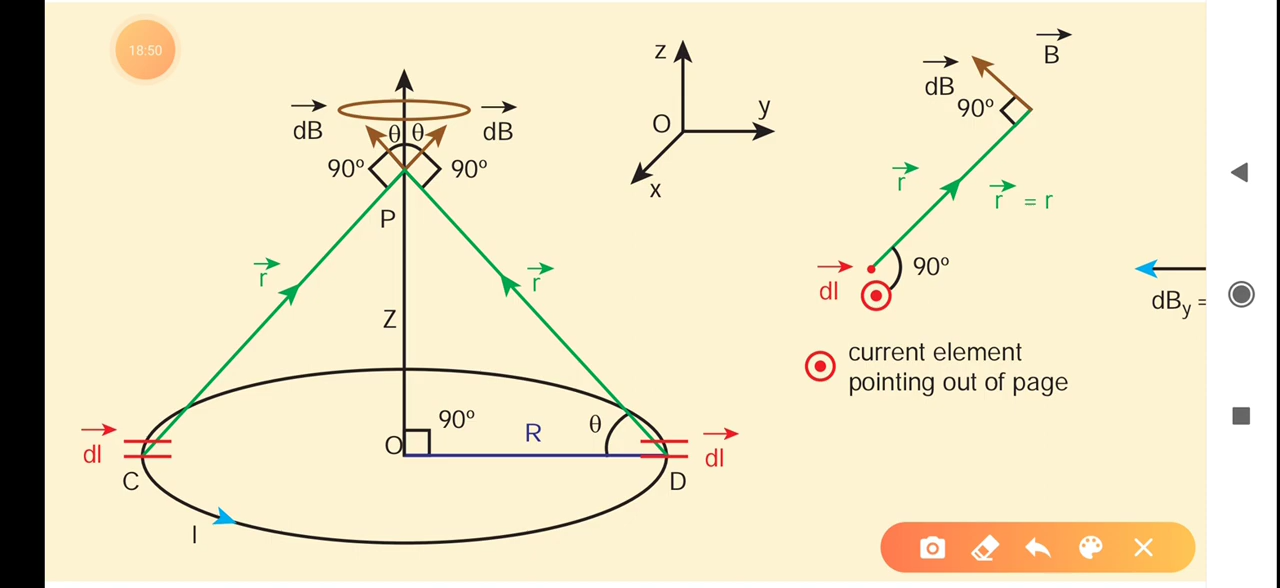 18:50
dB
θ θ
dB
90º
90º
P
r
r
Z
90º
O
R
θ
dl
C
D
dl
I
z
y
O
x
B
dB
90º
r
r = r
dl
90º
dBy =
current element
pointing out of page